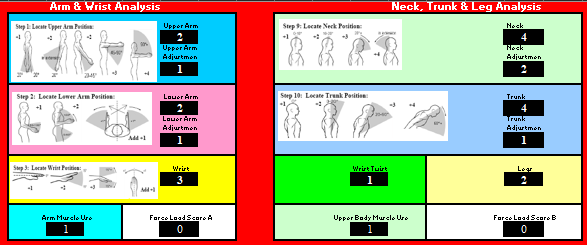 Arm & Wrist Analysis
Step 1: Locate Upper Arm Position:
+1 +2 +2 +3
+4
20° 20° 20° 20-45°
Upper Arm
2
Upper Arm
Adjustmen
1
Step 2: Locate Lower Arm Position:
+1 +2
Add +1
Lower Arm
2
Lower Arm
Adjustmen
1
Step 3: Locate Wrist Position:
+1 +2 +3 Add +1
Wrist
3
Arm Muscle Use
1
Force Load Score A
0
Neck, Trunk & Leg Analysis
Step 9: Locate Neck Position:
+1 +2 +3 +4
Neck
4
Neck
Adjustmen
2
Step 10: Locate Trunk Position:
+1 +2 +3 +4
Trunk
4
Trunk
Adjustmen
1
Wrist Twist
1
Legs
2
Upper Body Muscle Use
1
Force Load Score B
0